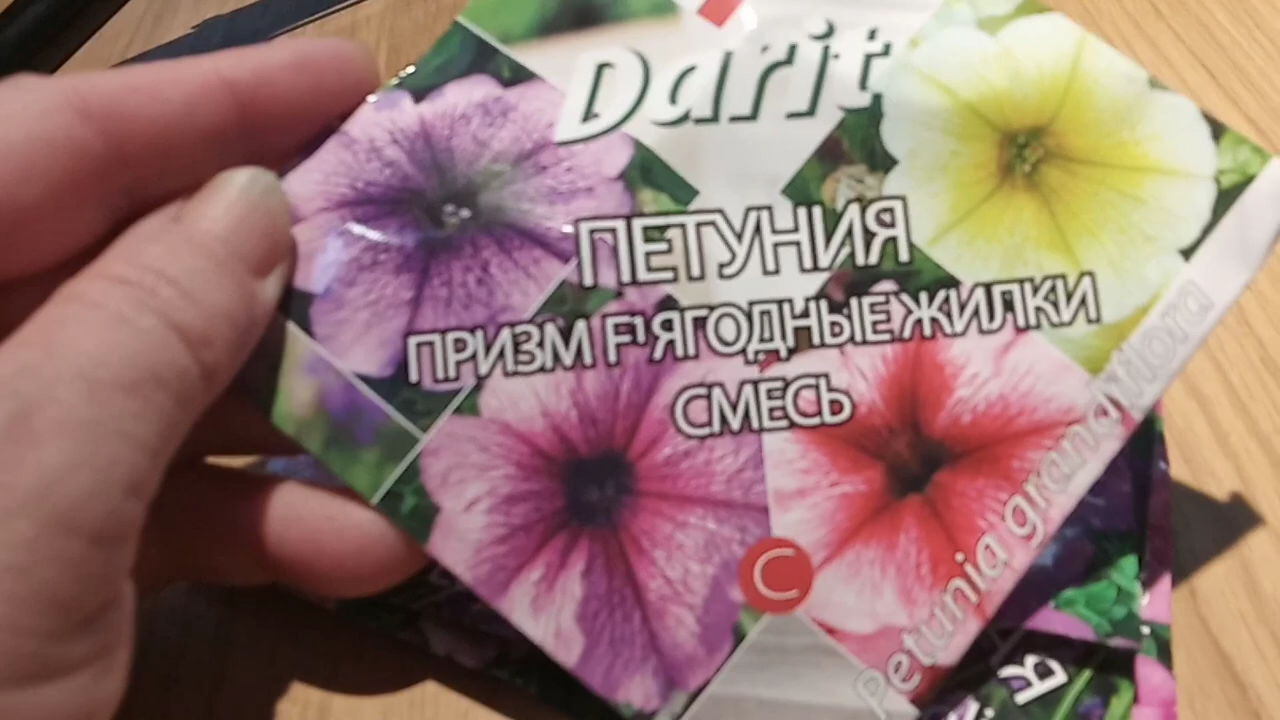 Darit
ПЕТУНИЯ
ПРИЗМ F1 ЯГОДНЫЕ ЖИЛКИ
СМЕСЬ
C
Petunia grandiflora